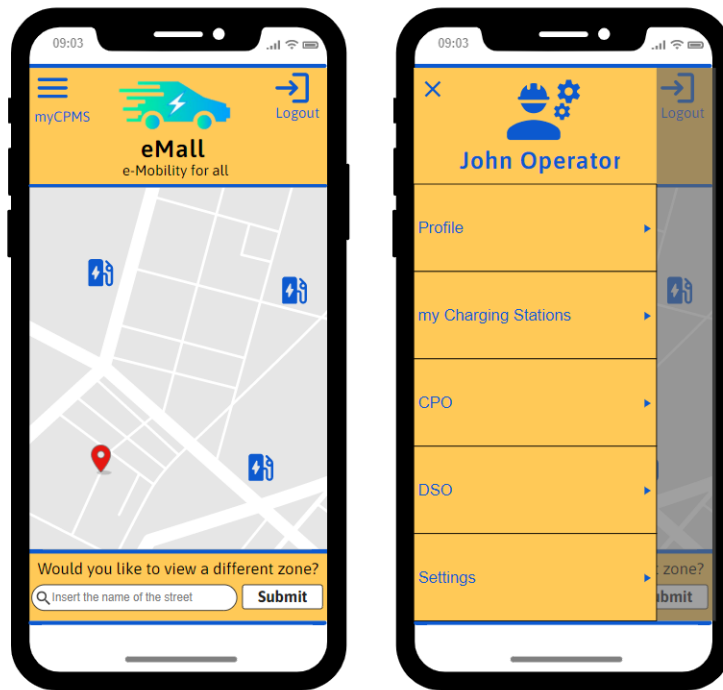 09:03
myCPMS
Logout
eMall
e-Mobility for all
Would you like to view a different zone?
Insert the name of the street
Submit
09:03
Logout
John Operator
Profile
my Charging Stations
CPO
DSO
Settings
zone?
bmit